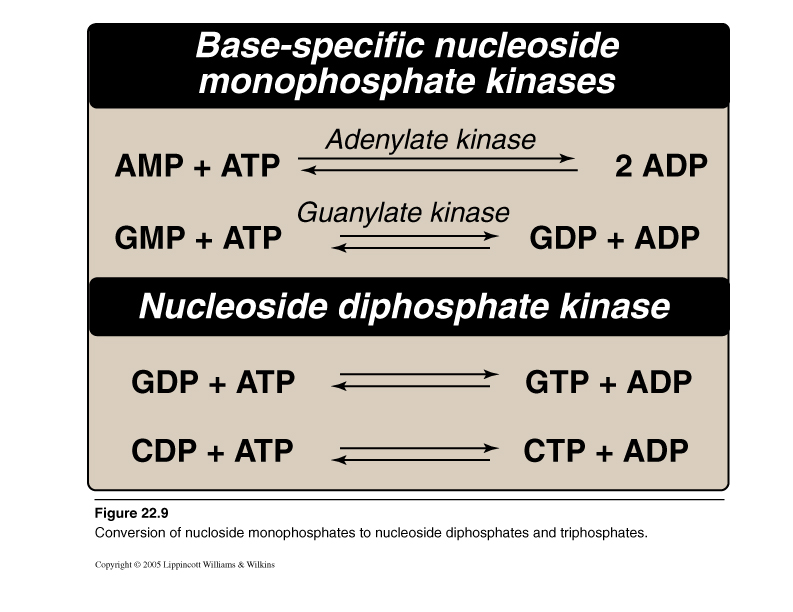 Base-specific nucleoside
monophosphate kinases
Adenylate kinase
AMP + ATP 2 ADP
Guanylate kinase
GMP + ATP GDP + ADP
Nucleoside diphosphate kinase
GDP + ATP GTP + ADP
CDP + ATP CTP + ADP
Figure 22.9
Conversion of nucloside monophosphates to nucleoside diphosphates and triphosphates.
Copyright © 2005 Lippincott Williams & Wilkins